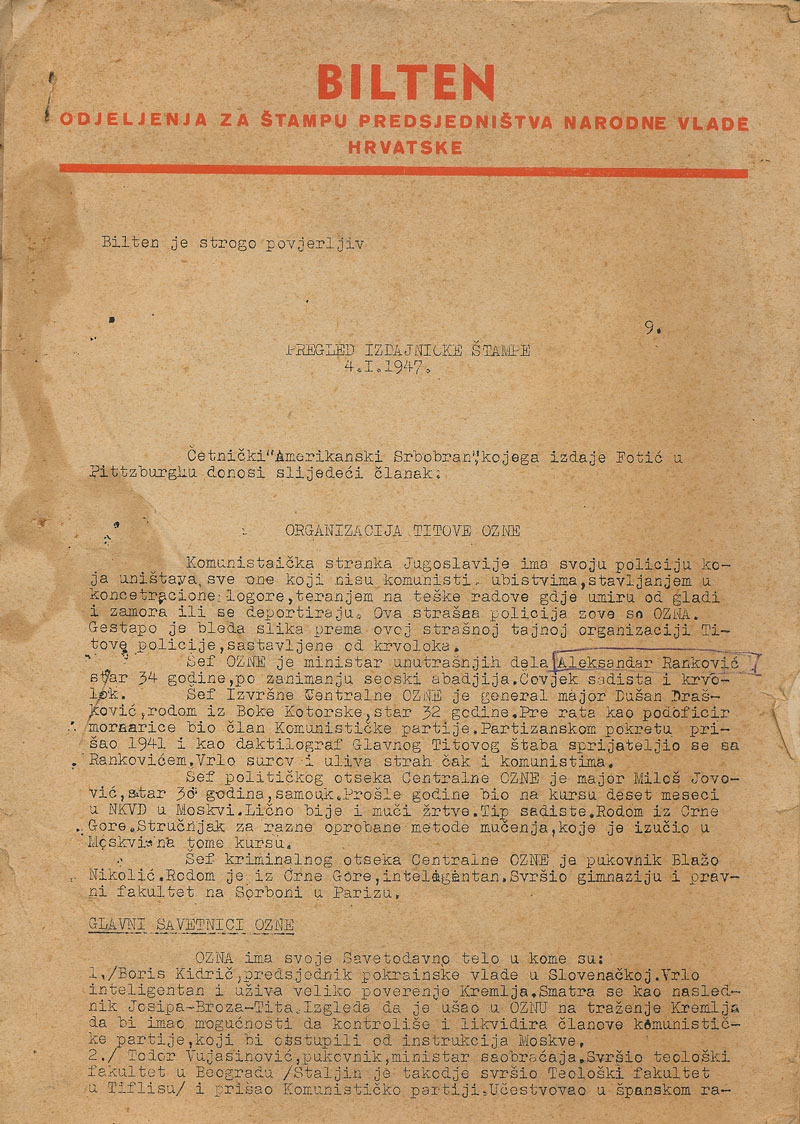 BILTEN
ODJELJENJA ZA ŠTAMPU PREDSJEDNIŠTVA NARODNE VLADE
HRVATSKE
Bilten je strogo povjerljiv
9.
PREGLED IZDAJNIČKE ŠTAMPE
4.I.1947.
Četnički "Amerikanski Srbobran",kojega izdaje Fotić u
Pittzburghu donosi slijedeći članak:
ORGANIZACIJA TITOVE OZNE
Komunistaička stranka Jugoslavije ima svoju policiju ko-
ja uništava sve one koji nisu komunisti, ubistvima,stavljanjem u
koncetracione logore,teranjem na teške radove gdje umiru od gladi
i zamora ili se deportiraju. Ova strašna policija zove se OZNA.
Gestapo je bleda slika prema ovoj strašnoj tajnoj organizaciji Ti-
tove policije,sastavljene od krvoloka.
Šef OZNE je ministar unutrašnjih dela Aleksandar Ranković
star 34 godine,po zanimanju seoski abadjija.Čovjek sadista i krvo-
lok.
Šef Izvršne Centralne OZNE je general major Dušan Draš-
ković,rodom iz Boke Kotorske,star 32 godine.Pre rata kao podoficir
mornarice bio član Komunističke partije.Partizanskom pokretu pri-
šao 1941 i kao daktilograf Glavnog Titovog štaba sprijateljio se sa
Rankovićem.Vrlo surov i uliva strah čak i komunistima.
Šef političkog otseka Centralne OZNE je major Miloš Jovo-
vić,star 30 godina,samouk.Prošle godine bio na kursu deset meseci
u NKVD u Moskvi.Lično bije i muči žrtve.Tip sadiste.Rodom iz Crne
Gore.Stručnjak za razne oprobane metode mučenja,koje je izučio u
Moskvi na tome kursu.
Šef kriminalnog otseka Centralne OZNE je pukovnik Blažo
Nikolić.Rodom je iz Crne Gore,inteligentan.Svršio gimnaziju i prav-
ni fakultet na Sorboni u Parizu.
GLAVNI SAVETNICI OZNE
OZNA ima svoje Savetodavno telo u kome su:
1./Boris Kidrič,predsjednik pokrainske vlade u Slovenačkoj.Vrlo
inteligentan i uživa veliko poverenje Kremlja.Smatra se kao nasled-
nik Josipa-Broza-Tita.Izgleda da je ušao u OZNU na traženje Kremlja
da bi imao mogućnosti da kontroliše i likvidira članove komunistič-
ke partije,koji bi otstupili od instrukcija Moskve.
2./ Todor Vujasinović,pukovnik,ministar saobraćaja.Svršio teološki
fakultet u Beogradu /Staljin je takodje svršio Teološki fakultet
u Tiflisu/ i prišao Komunističko partiji.Učestvovao u španskom ra-